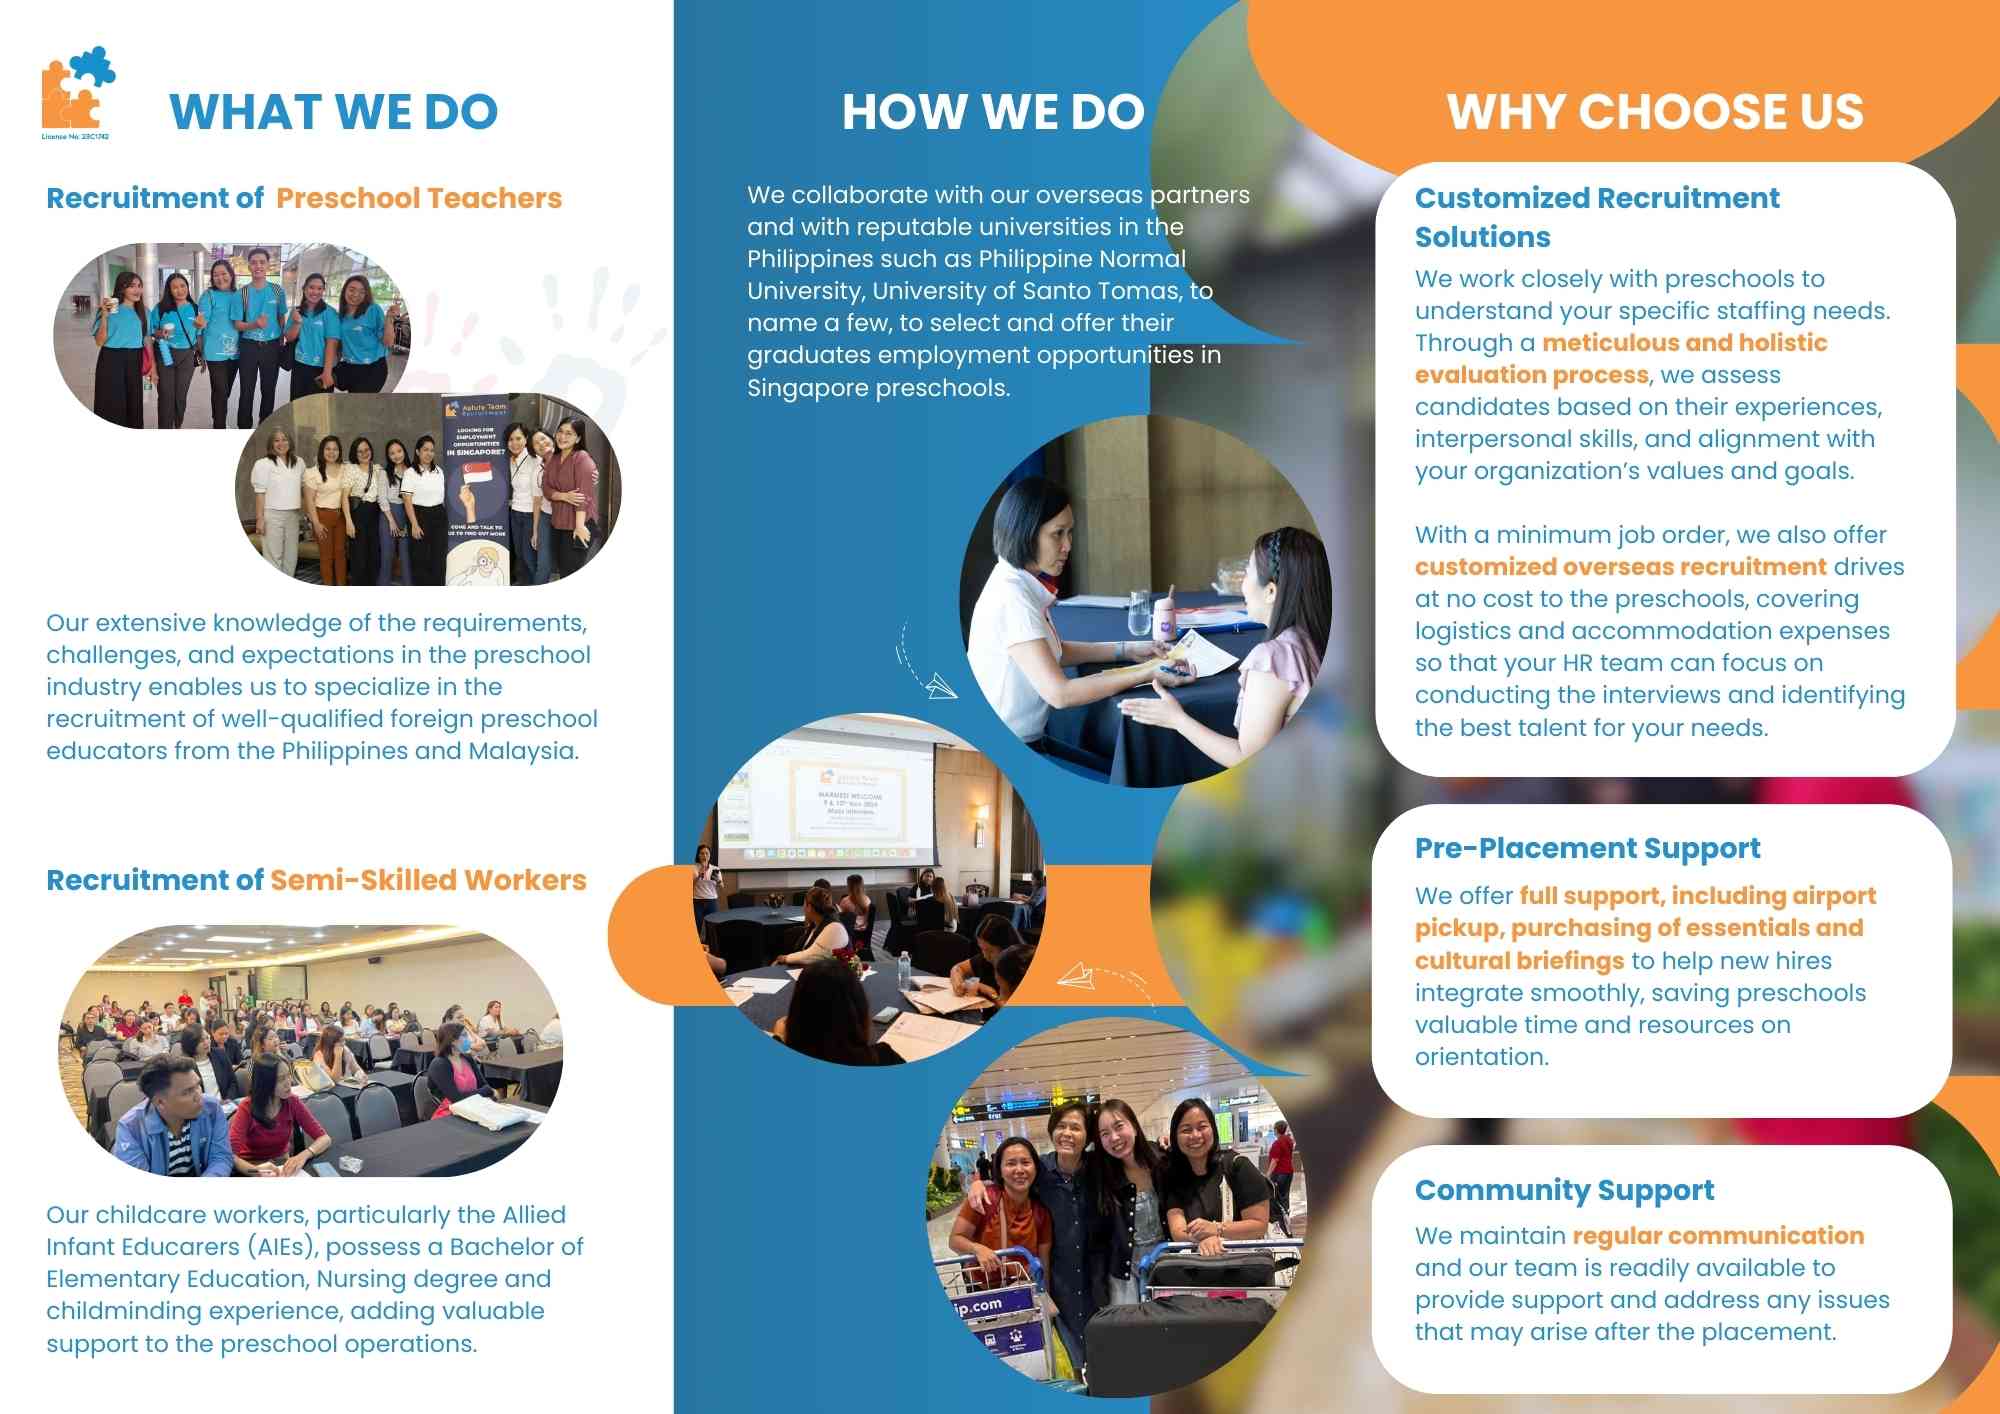 License No: 23C1742
WHAT WE DO
Recruitment of Preschool Teachers
Astute Team
Recruitment
LOOKING FOR
EMPLOYMENT
OPPORTUNITIES
IN SINGAPORE?
COME AND TALK TO
US TO FIND OUT MORE
Our extensive knowledge of the requirements,
challenges, and expectations in the preschool
industry enables us to specialize in the
recruitment of well-qualified foreign preschool
educators from the Philippines and Malaysia.
Recruitment of Semi-Skilled Workers
Our childcare workers, particularly the Allied
Infant Educarers (AIEs), possess a Bachelor of
Elementary Education, Nursing degree and
childminding experience, adding valuable
support to the preschool operations.
HOW WE DO
We collaborate with our overseas partners
and with reputable universities in the
Philippines such as Philippine Normal
University, University of Santo Tomas, to
name a few, to select and offer their
graduates employment opportunities in
Singapore preschools.
WARMEST WELCOME
Mass Interview
ip.com
WHY CHOOSE US
Customized Recruitment
Solutions
We work closely with preschools to
understand your specific staffing needs.
Through a meticulous and holistic
evaluation process, we assess
candidates based on their experiences,
interpersonal skills, and alignment with
your organization’s values and goals.
With a minimum job order, we also offer
customized overseas recruitment drives
at no cost to the preschools, covering
logistics and accommodation expenses
so that your HR team can focus on
conducting the interviews and identifying
the best talent for your needs.
Pre-Placement Support
We offer full support, including airport
pickup, purchasing of essentials and
cultural briefings to help new hires
integrate smoothly, saving preschools
valuable time and resources on
orientation.
Community Support
We maintain regular communication
and our team is readily available to
provide support and address any issues
that may arise after the placement.